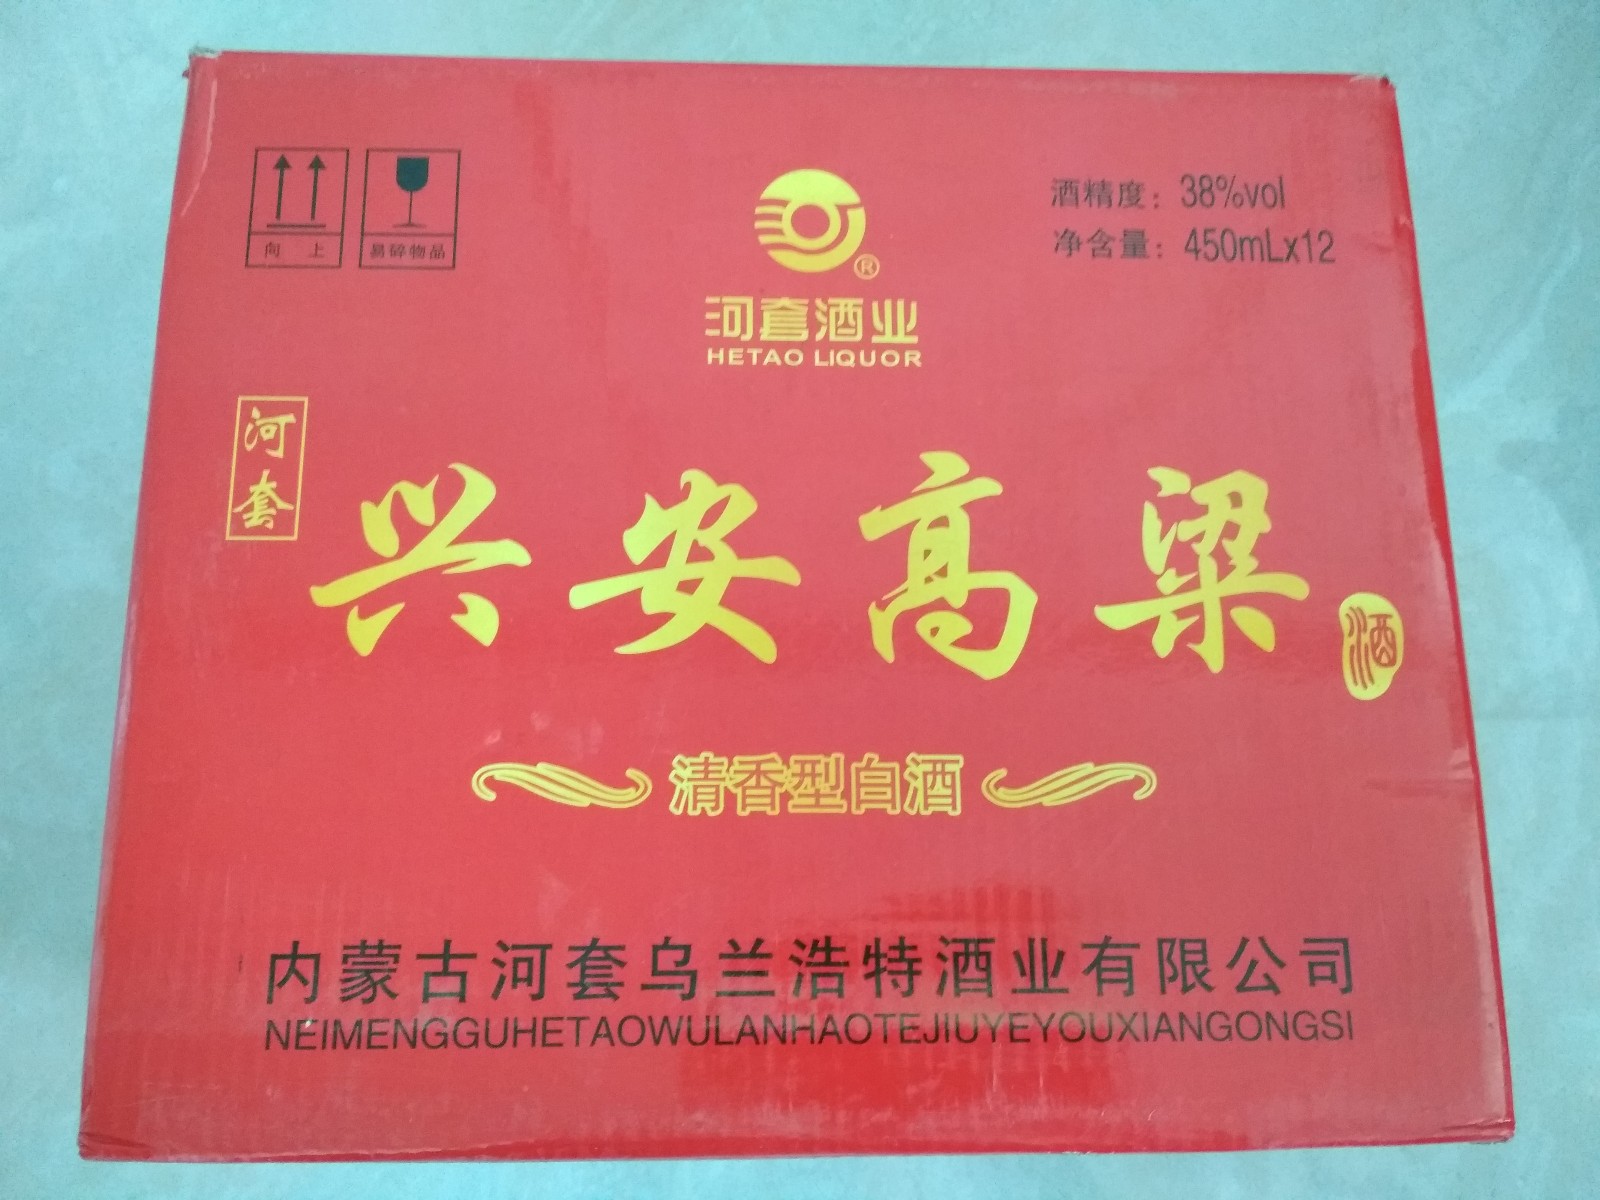 向 上
易碎物品
河套酒业
HETAO LIQUOR
®
酒精度：38%vol
净含量：450mLx12
河套
兴安高粱
酒
清香型白酒
内蒙古河套乌兰浩特酒业有限公司
NEIMENGGUHETAOWULANHAOTEJIUYEYOUXIANGONGSI